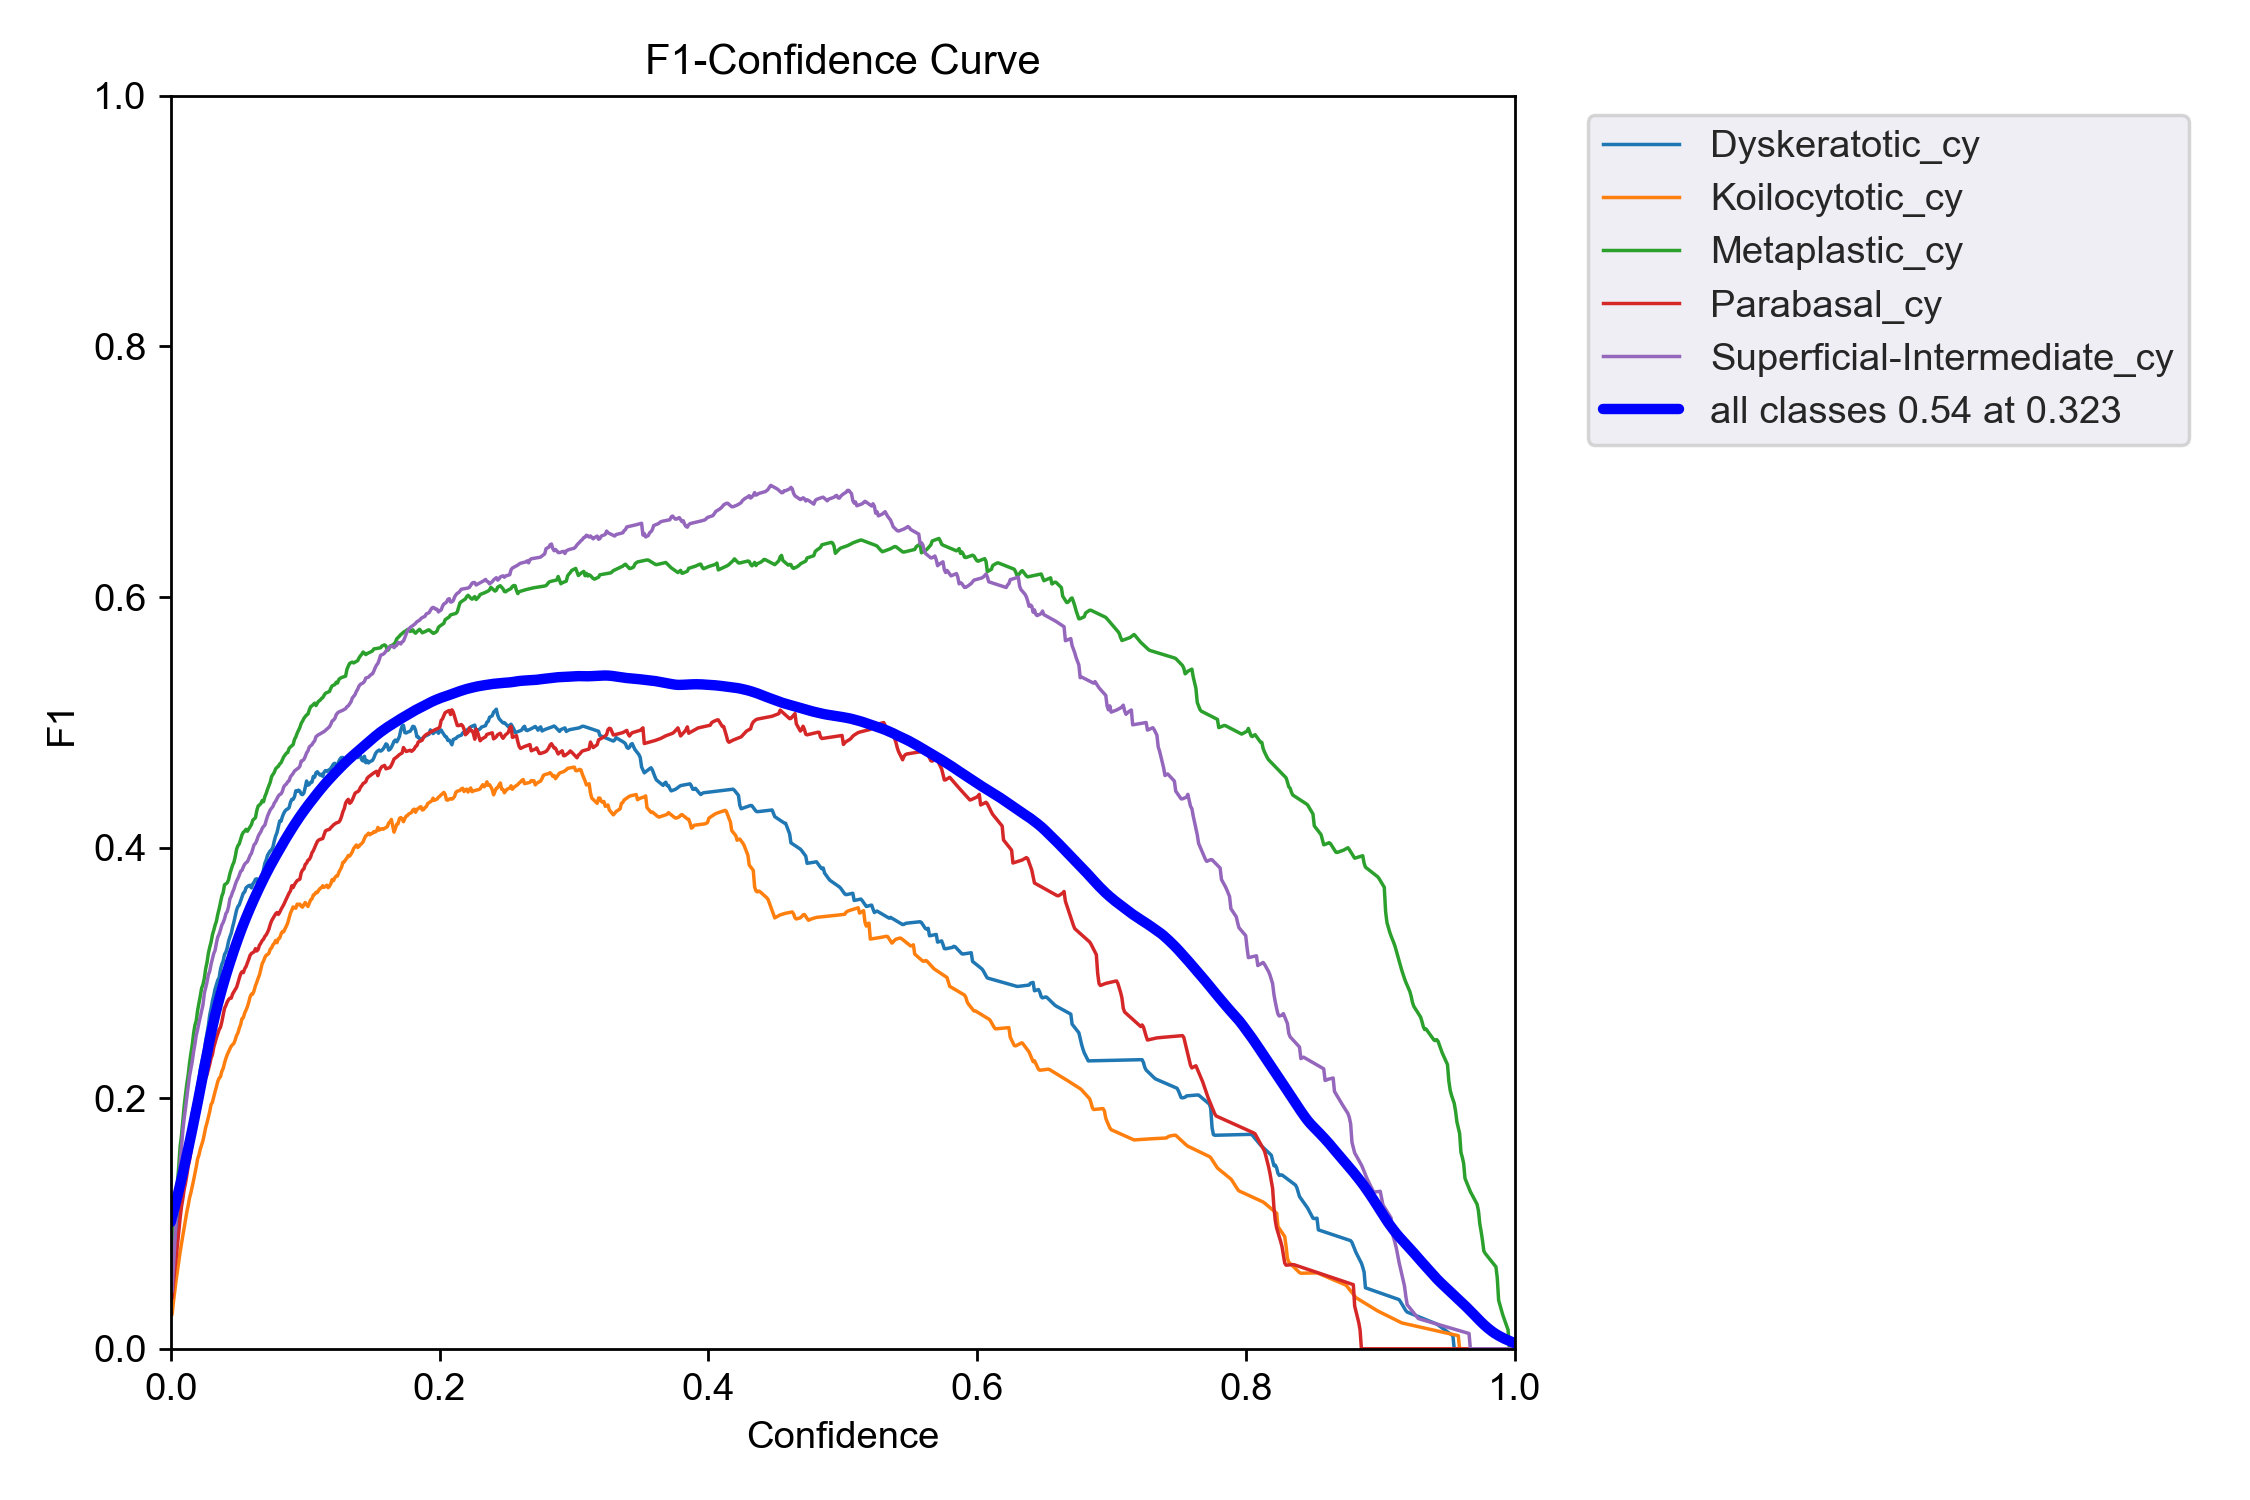 F1-Confidence Curve
1.0
0.8
0.6
0.4
0.2
0.0
F1
0.0 0.2 0.4 0.6 0.8 1.0
Confidence
Dyskeratotic_cy
Koilocytotic_cy
Metaplastic_cy
Parabasal_cy
Superficial-Intermediate_cy
all classes 0.54 at 0.323